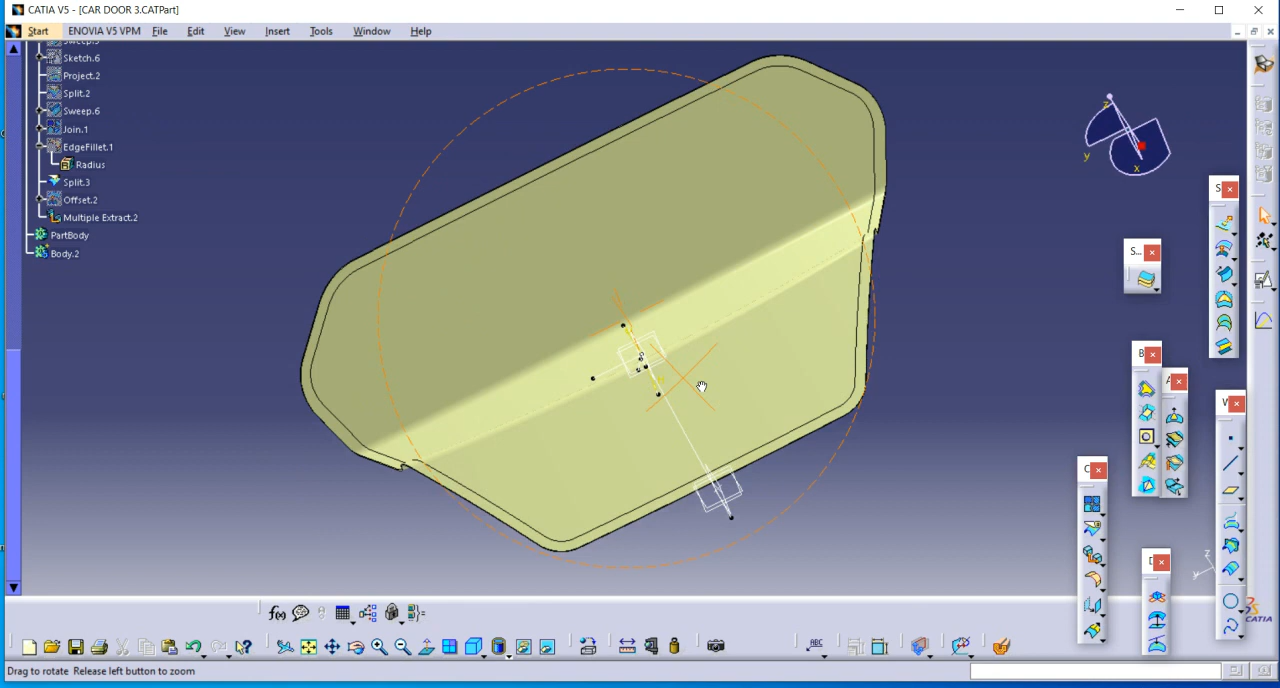 CATIA V5 - [CAR DOOR 3.CATPart]
Start ENOVIA V5 VPM File Edit View Insert Tools Window Help
Sketch.6
Project.2
Split.2
Sweep.6
Join.1
EdgeFillet.1
Radius
Split.3
Offset.2
Multiple Extract.2
PartBody
Body.2
z
y
x
S...
S
B
A
V
C
D
z
y
f(x)
ABC
CATIA
Drag to rotate Release left button to zoom